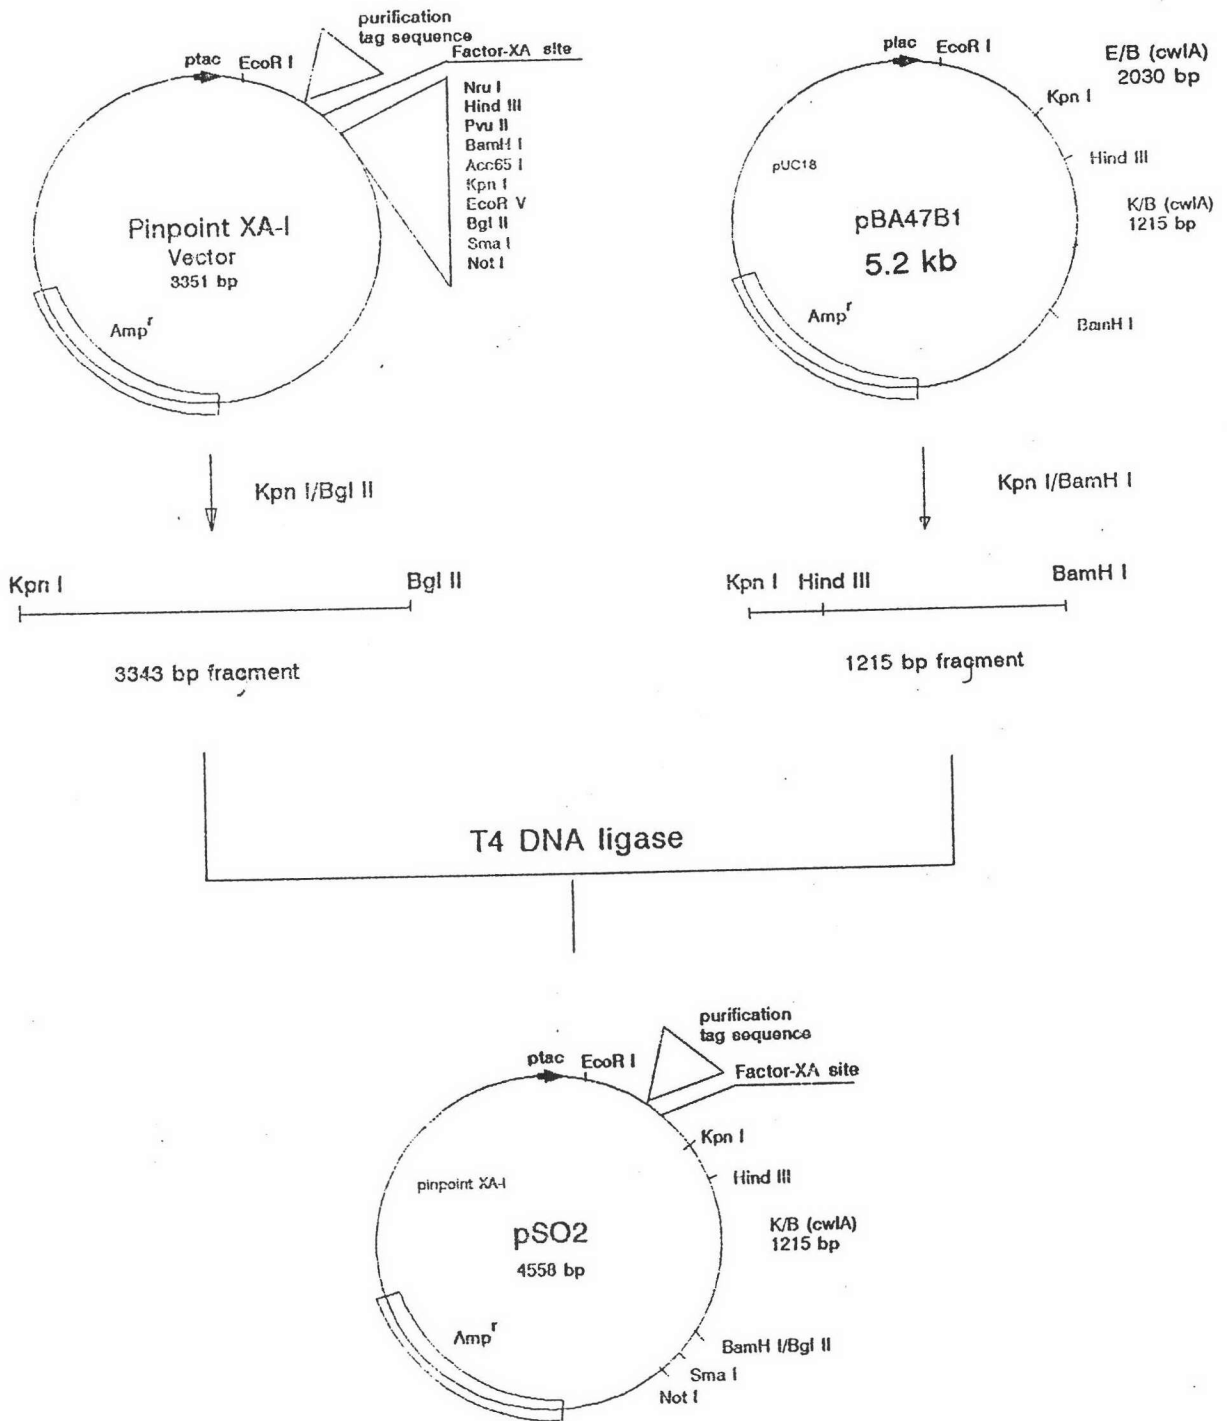 purification
tag sequence
Factor-XA site
ptac
EcoR I
Nru I
Hind III
Pvu II
BamH I
Acc65 I
Kpn I
EcoR V
Bgl II
Sma I
Not I
Pinpoint XA-I
Vector
3351 bp
Amp^r
plac
EcoR I
E/B (cwlA)
2030 bp
Kpn I
Hind III
pUC18
K/B (cwlA)
1215 bp
pBA47B1
5.2 kb
BamH I
Amp^r
Kpn I/Bgl II
Kpn I/BamH I
Kpn I
Bgl II
3343 bp fragment
Kpn I
Hind III
BamH I
1215 bp fragment
T4 DNA ligase
purification
tag sequence
ptac
EcoR I
Factor-XA site
Kpn I
Hind III
pinpoint XA-I
K/B (cwlA)
1215 bp
pSO2
4558 bp
Amp^r
BamH I/Bgl II
Sma I
Not I